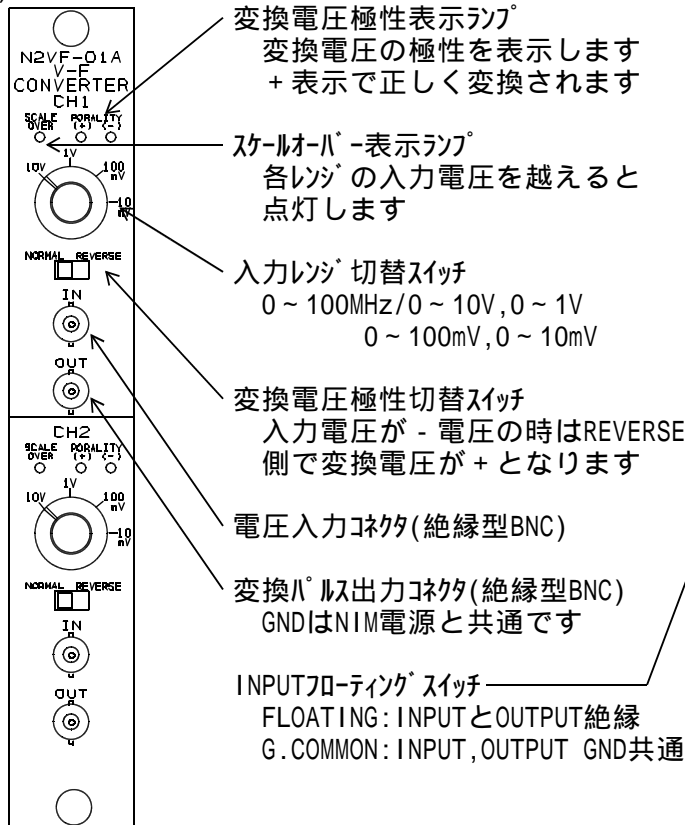 N2VF-01A
V-F
CONVERTER
CH1
SCALE OVER PORALITY (+) (-)
1V
10V
100 mV
10 mV
NORMAL REVERSE
IN
OUT
CH2
SCALE OVER PORALITY (+) (-)
1V
10V
100 mV
10 mV
NORMAL REVERSE
IN
OUT
変換電圧極性表示ﾗﾝﾌﾟ
変換電圧の極性を表示します
+表示で正しく変換されます
ｽｹｰﾙｵｰﾊﾞｰ表示ﾗﾝﾌﾟ
各ﾚﾝｼﾞの入力電圧を越えると
点灯します
入力ﾚﾝｼﾞ切替ｽｲｯﾁ
0~100MHz/0~10V,0~1V
0~100mV,0~10mV
変換電圧極性切替ｽｲｯﾁ
入力電圧が-電圧の時はREVERSE
側で変換電圧が+となります
電圧入力ｺﾈｸﾀ(絶縁型BNC)
変換ﾊﾟﾙｽ出力ｺﾈｸﾀ(絶縁型BNC)
GNDはNIM電源と共通です
INPUTﾌﾛｰﾃｨﾝｸﾞｽｲｯﾁ
FLOATING:INPUTとOUTPUT絶縁
G.COMMON:INPUT,OUTPUT GND共通